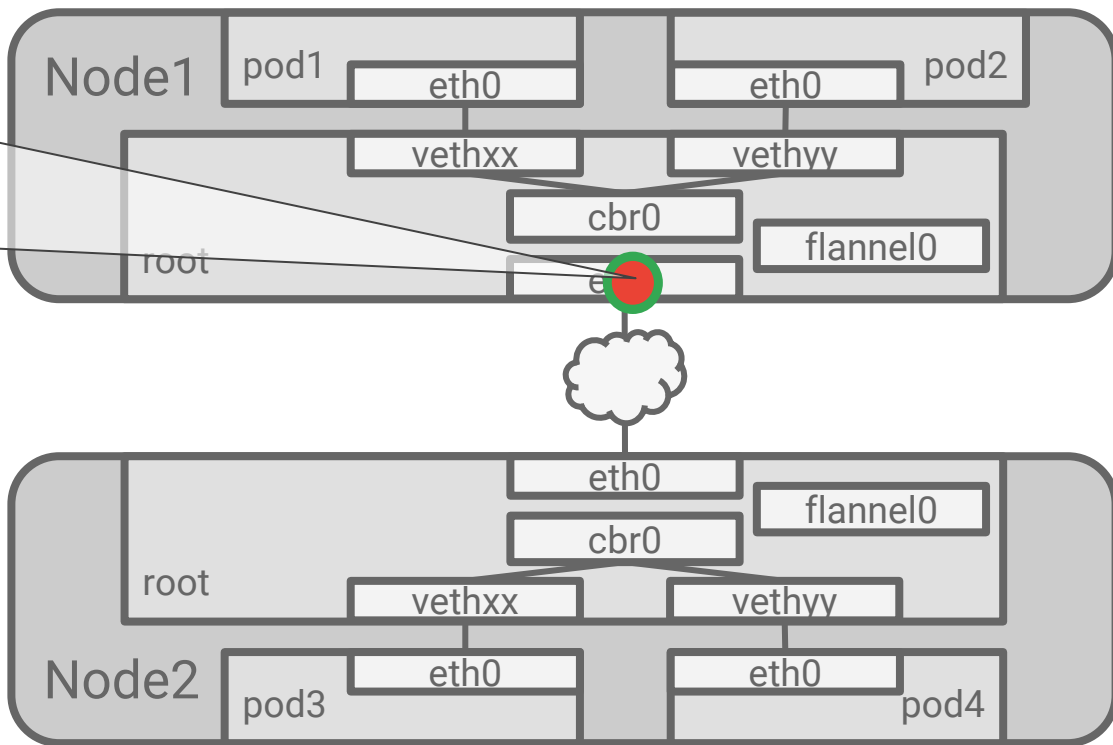 Node1
pod1
pod2
eth0
eth0
vethxx
vethyy
cbr0
flannel0
root
eth0
flannel0
cbr0
root
vethxx
vethyy
Node2
eth0
eth0
pod3
pod4